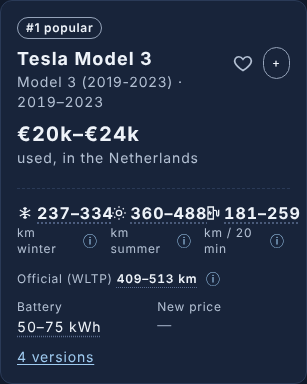 #1 popular
Tesla Model 3
+
Model 3 (2019-2023) ·
2019–2023
€20k–€24k
used, in the Netherlands
237–334 360–488 181–259
km winter km summer km / 20 min
Official (WLTP) 409–513 km
Battery New price
50–75 kWh —
4 versions